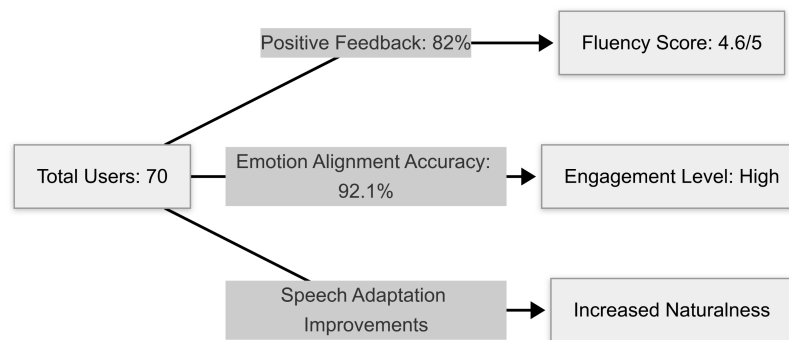 Positive Feedback: 82%
Fluency Score: 4.6/5
Total Users: 70
Emotion Alignment Accuracy:
92.1%
Engagement Level: High
Speech Adaptation
Improvements
Increased Naturalness